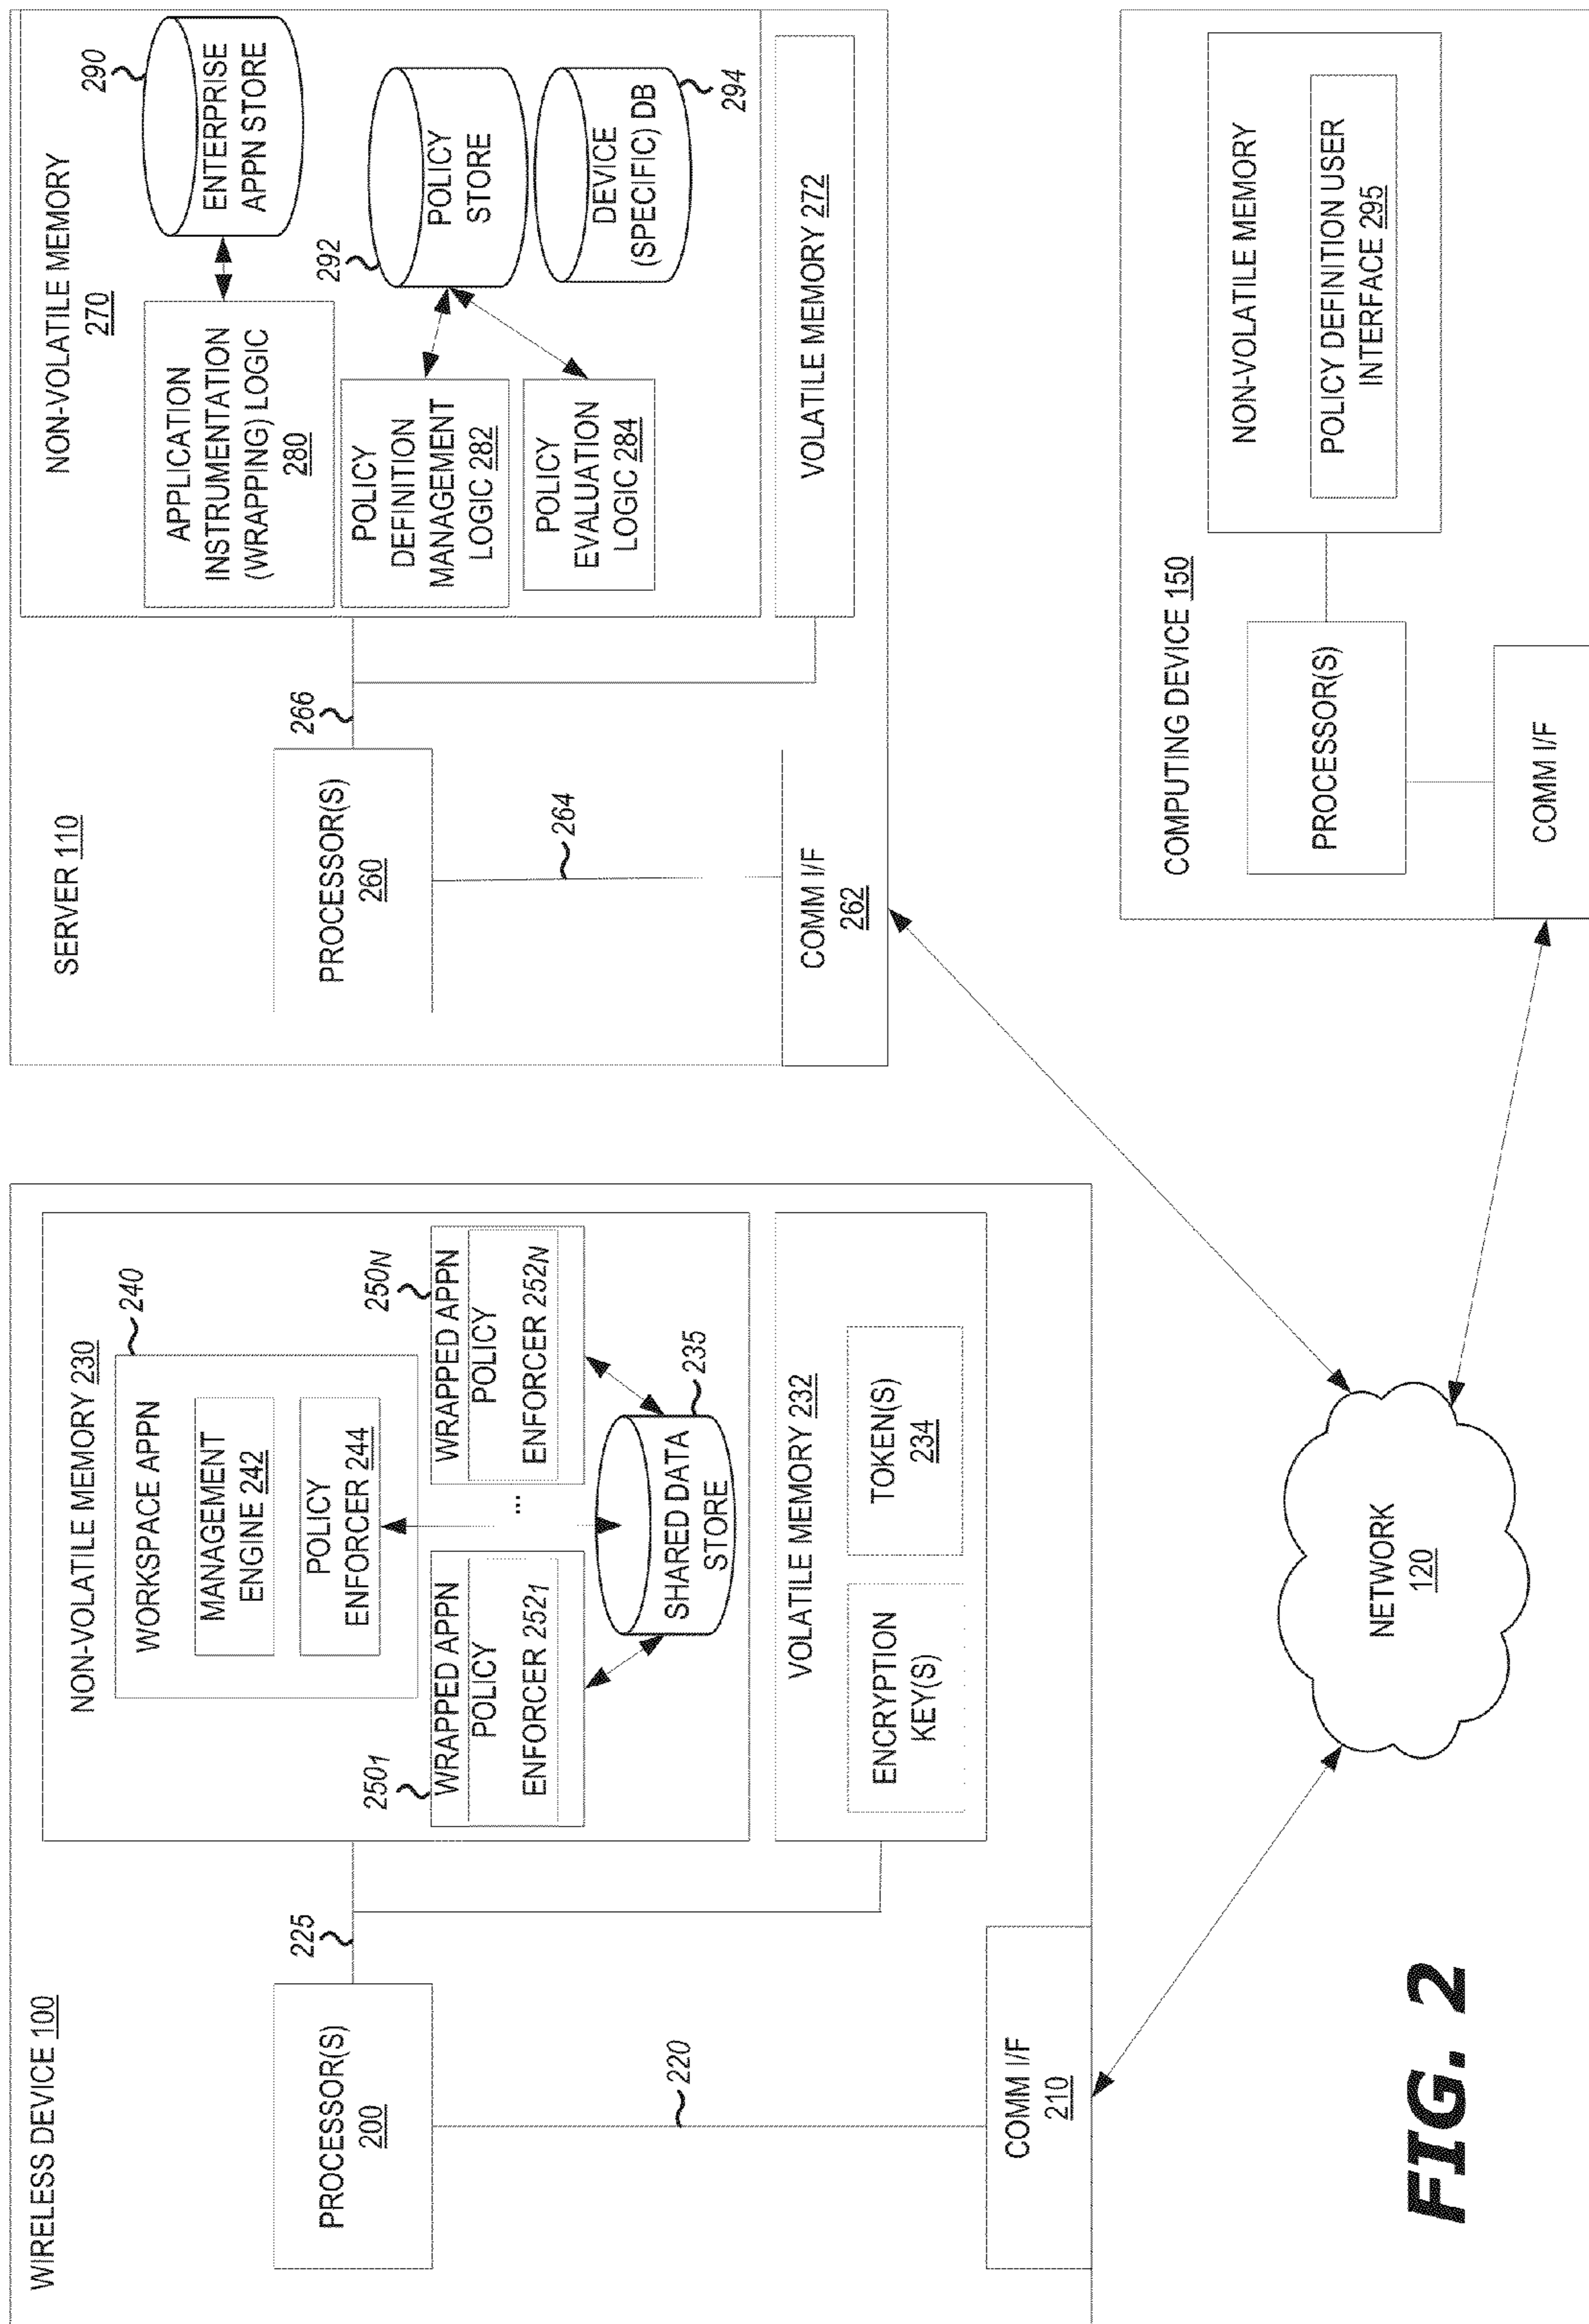 WIRELESS DEVICE 100
PROCESSOR(S)
200
220
225
COMM I/F
210
NON-VOLATILE MEMORY 230
WORKSPACE APPN
240
MANAGEMENT
ENGINE 242
POLICY
ENFORCER 244
2501
WRAPPED APPN
POLICY
ENFORCER 2521
...
250N
WRAPPED APPN
POLICY
ENFORCER 252N
SHARED DATA
STORE
235
VOLATILE MEMORY 232
ENCRYPTION
KEY(S)
TOKEN(S)
234
SERVER 110
PROCESSOR(S)
260
264
266
COMM I/F
262
NON-VOLATILE MEMORY
270
APPLICATION
INSTRUMENTATION
(WRAPPING) LOGIC
280
290
ENTERPRISE
APPN STORE
POLICY
DEFINITION
MANAGEMENT
LOGIC 282
POLICY
EVALUATION
LOGIC 284
292
POLICY
STORE
DEVICE
(SPECIFIC) DB
294
VOLATILE MEMORY 272
NETWORK
120
COMPUTING DEVICE 150
PROCESSOR(S)
COMM I/F
NON-VOLATILE MEMORY
POLICY DEFINITION USER
INTERFACE 295
FIG. 2